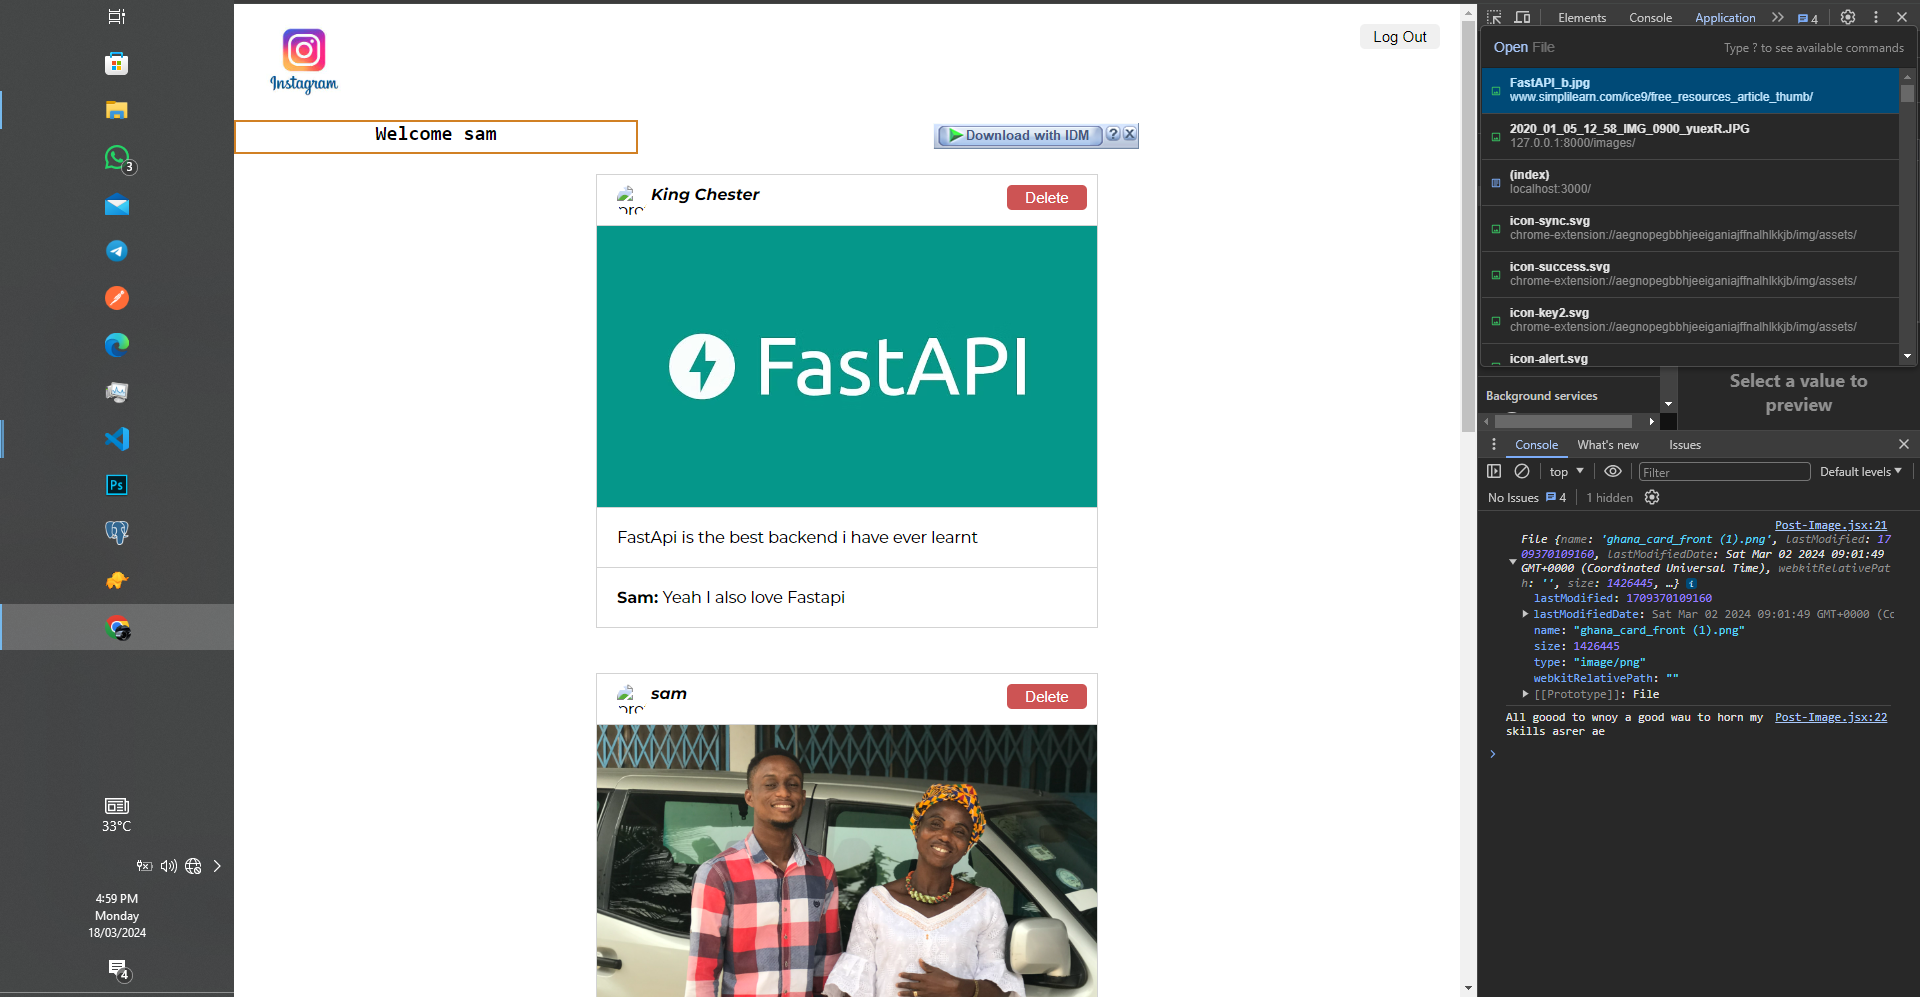 Instagram
Log Out
Welcome sam
Download with IDM ? X
King Chester
Delete
pro
FastAPI
FastApi is the best backend i have ever learnt
Sam: Yeah I also love Fastapi
sam
Delete
pro
3
Ps
33°C
4:59 PM
Monday
18/03/2024
4
Elements Console Application 4
Open File
Type ? to see available commands
FastAPI_b.jpg
www.simplilearn.com/ice9/free_resources_article_thumb/
2020_01_05_12_58_IMG_0900_yuexR.JPG
127.0.0.1:8000/images/
(index)
localhost:3000/
icon-sync.svg
chrome-extension://aegnopegbbhjeeiganiajffnalhlkkjb/img/assets/
icon-success.svg
chrome-extension://aegnopegbbhjeeiganiajffnalhlkkjb/img/assets/
icon-key2.svg
chrome-extension://aegnopegbbhjeeiganiajffnalhlkkjb/img/assets/
icon-alert.svg
Background services
Select a value to
preview
Console What's new Issues
top Filter Default levels
No Issues 4 1 hidden
Post-Image.jsx:21
File {name: 'ghana_card_front (1).png', lastModified: 17
09370109160, lastModifiedDate: Sat Mar 02 2024 09:01:49
GMT+0000 (Coordinated Universal Time), webkitRelativePat
h: '', size: 1426445, …} i
lastModified: 1709370109160
lastModifiedDate: Sat Mar 02 2024 09:01:49 GMT+0000 (Co
name: "ghana_card_front (1).png"
size: 1426445
type: "image/png"
webkitRelativePath: ""
[[Prototype]]: File
All goood to wnoy a good wau to horn my Post-Image.jsx:22
skills asrer ae